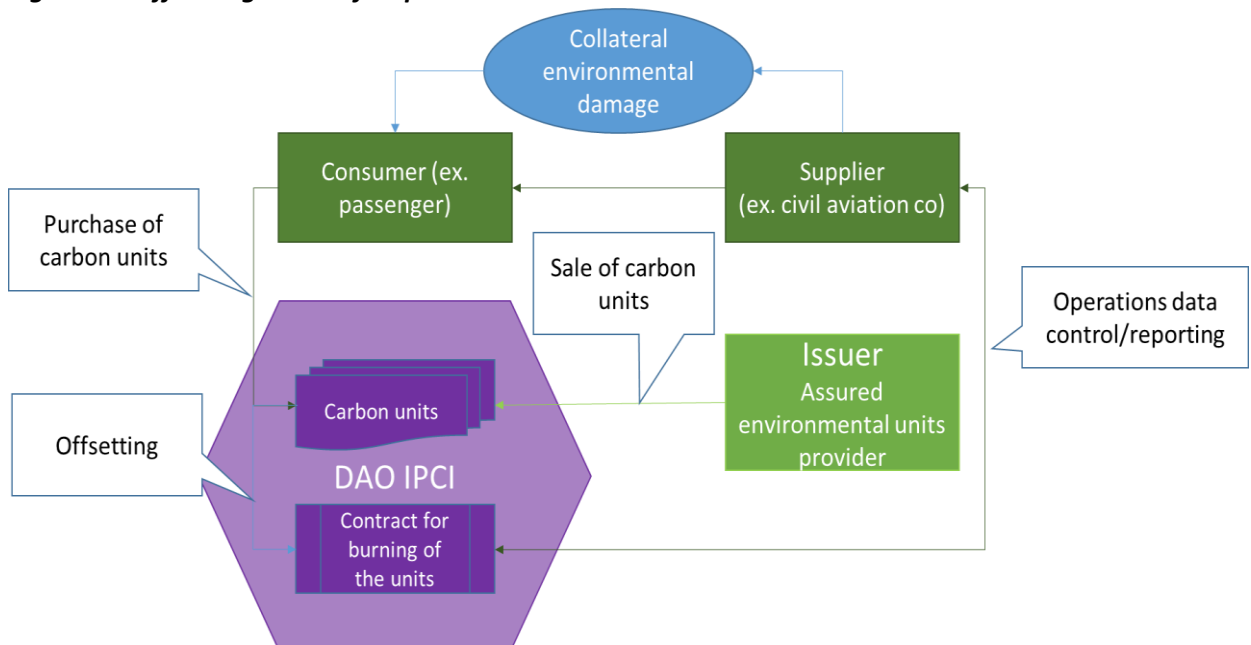 Collateral
environmental
damage
Consumer (ex.
passenger)
Supplier
(ex. civil aviation co)
Purchase of
carbon units
Sale of carbon
units
Operations data
control/reporting
Issuer
Assured
environmental units
provider
Carbon units
Offsetting
DAO IPCI
Contract for
burning of
the units